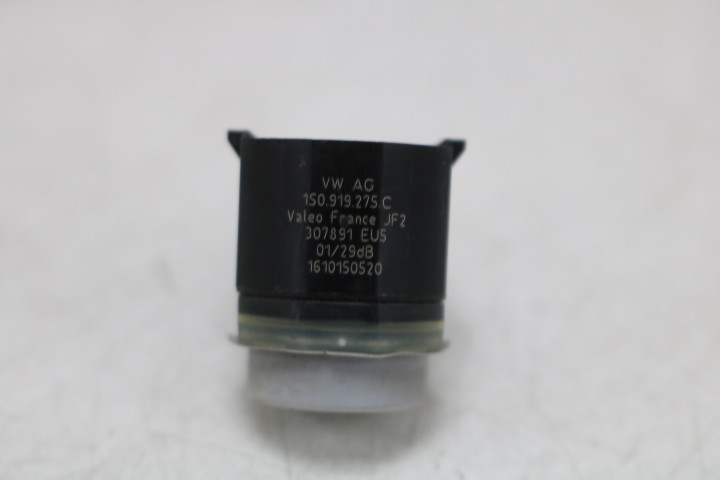 VW AG
1S0.919.275.C
Valeo France JF2
307891 EU5
01/29dB
1610150520